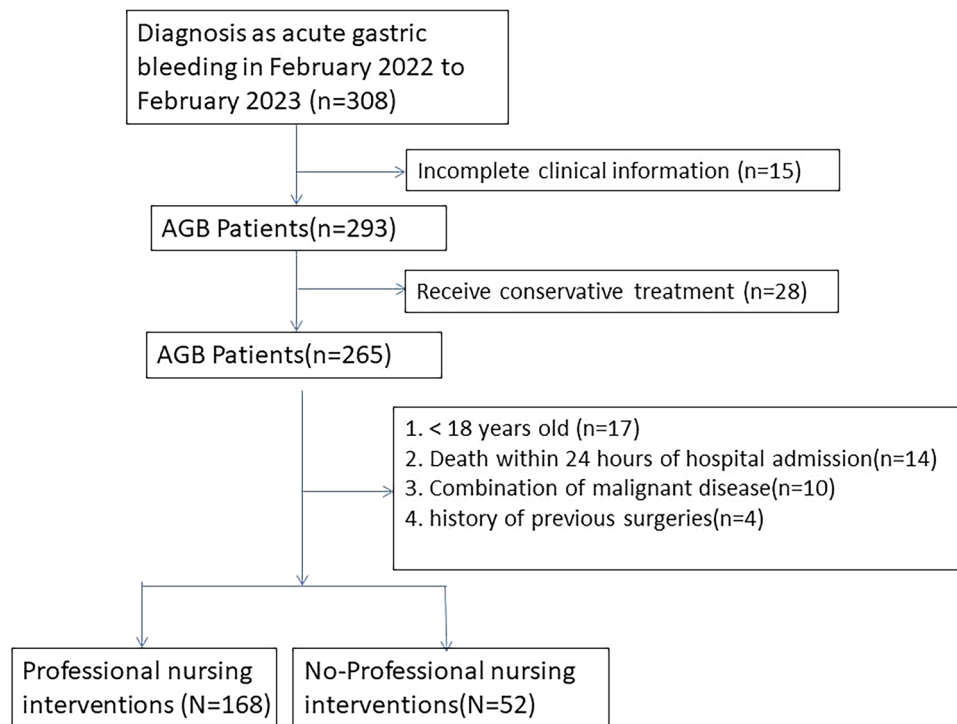 Diagnosis as acute gastric
bleeding in February 2022 to
February 2023 (n=308)
Incomplete clinical information (n=15)
AGB Patients(n=293)
Receive conservative treatment (n=28)
AGB Patients(n=265)
1. < 18 years old (n=17)
2. Death within 24 hours of hospital admission(n=14)
3. Combination of malignant disease(n=10)
4. history of previous surgeries(n=4)
Professional nursing
interventions (N=168)
No-Professional nursing
interventions(N=52)